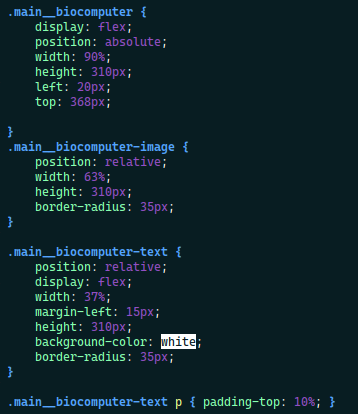 .main__biocomputer {
    display: flex;
    position: absolute;
    width: 90%;
    height: 310px;
    left: 20px;
    top: 368px;

}
.main__biocomputer-image {
    position: relative;
    width: 63%;
    height: 310px;
    border-radius: 35px;
}

.main__biocomputer-text {
    position: relative;
    display: flex;
    width: 37%;
    margin-left: 15px;
    height: 310px;
    background-color: white;
    border-radius: 35px;
}

.main__biocomputer-text p { padding-top: 10%; }